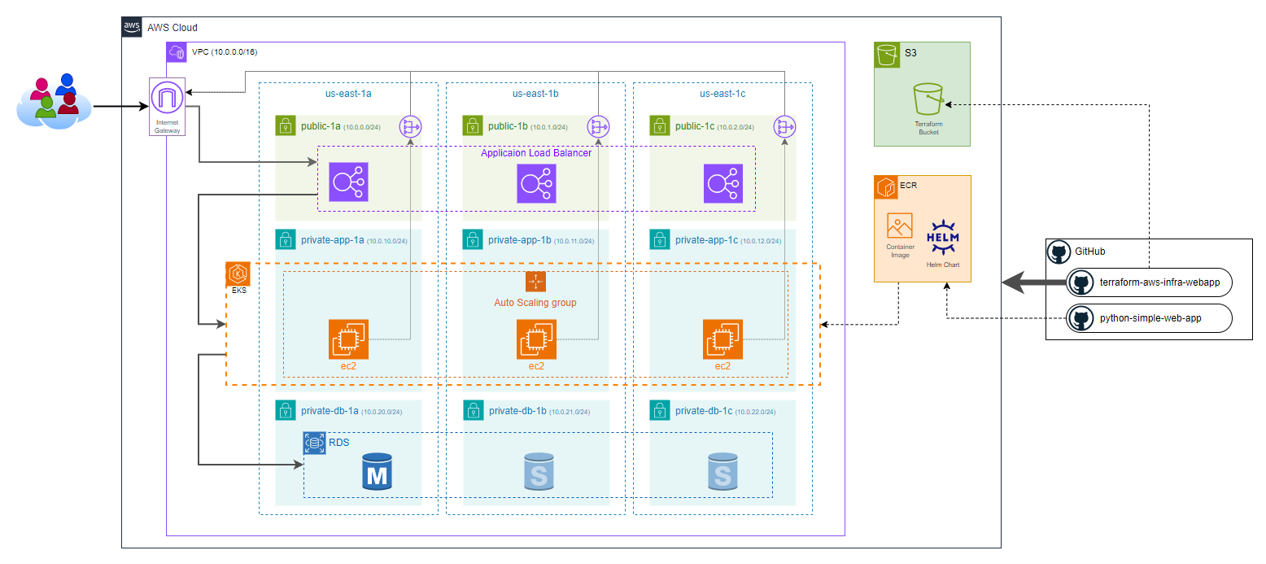 aws
AWS Cloud
VPC (10.0.0.0/16)
Internet
Gateway
us-east-1a
us-east-1b
us-east-1c
public-1a (10.0.0.0/24)
public-1b (10.0.1.0/24)
public-1c (10.0.2.0/24)
Applicaion Load Balancer
private-app-1a (10.0.10.0/24)
private-app-1b (10.0.11.0/24)
private-app-1c (10.0.12.0/24)
EKS
Auto Scaling group
ec2
ec2
ec2
private-db-1a (10.0.20.0/24)
private-db-1b (10.0.21.0/24)
private-db-1c (10.0.22.0/24)
RDS
M
S
S
S3
Terraform
Bucket
ECR
Container
Image
HELM
Helm Chart
GitHub
terraform-aws-infra-webapp
python-simple-web-app